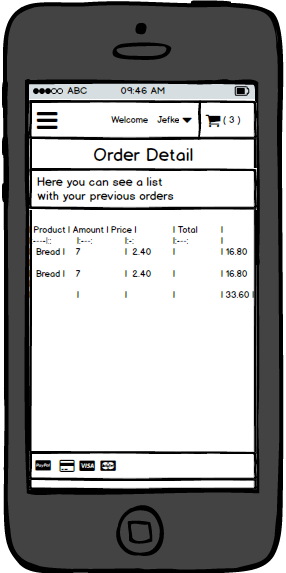 ●●●○○ ABC 09:46 AM
Welcome Jefke ( 3 )
Order Detail
Here you can see a list
with your previous orders
Product | Amount | Price | | Total |
----|:: |:---: |:-: |:---: |
Bread | 7 | 2.40 | | 16.80
Bread | 7 | 2.40 | | 16.80
| | | | 33.60 |
PayPal VISA